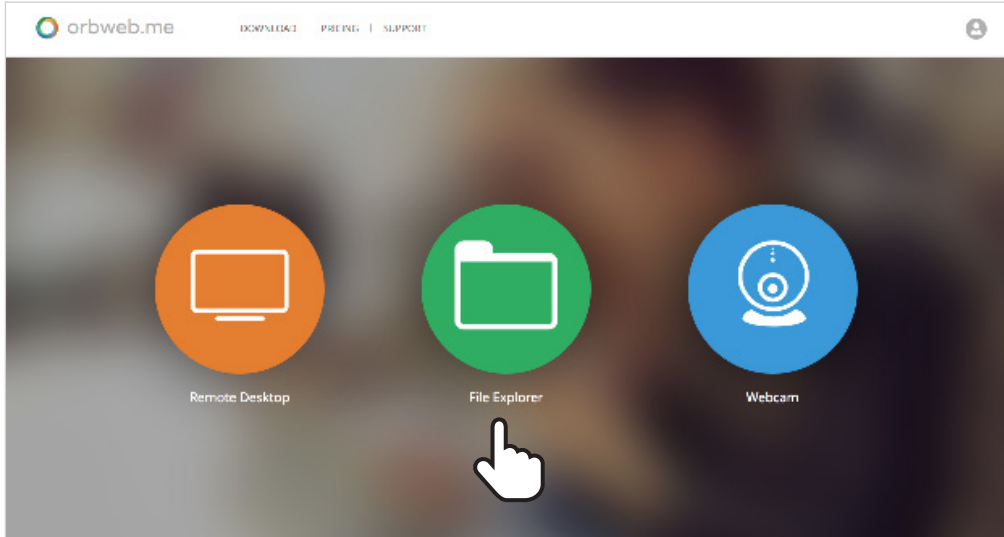 orbweb.me
DOWNLOAD PRICING | SUPPORT
Remote Desktop File Explorer Webcam